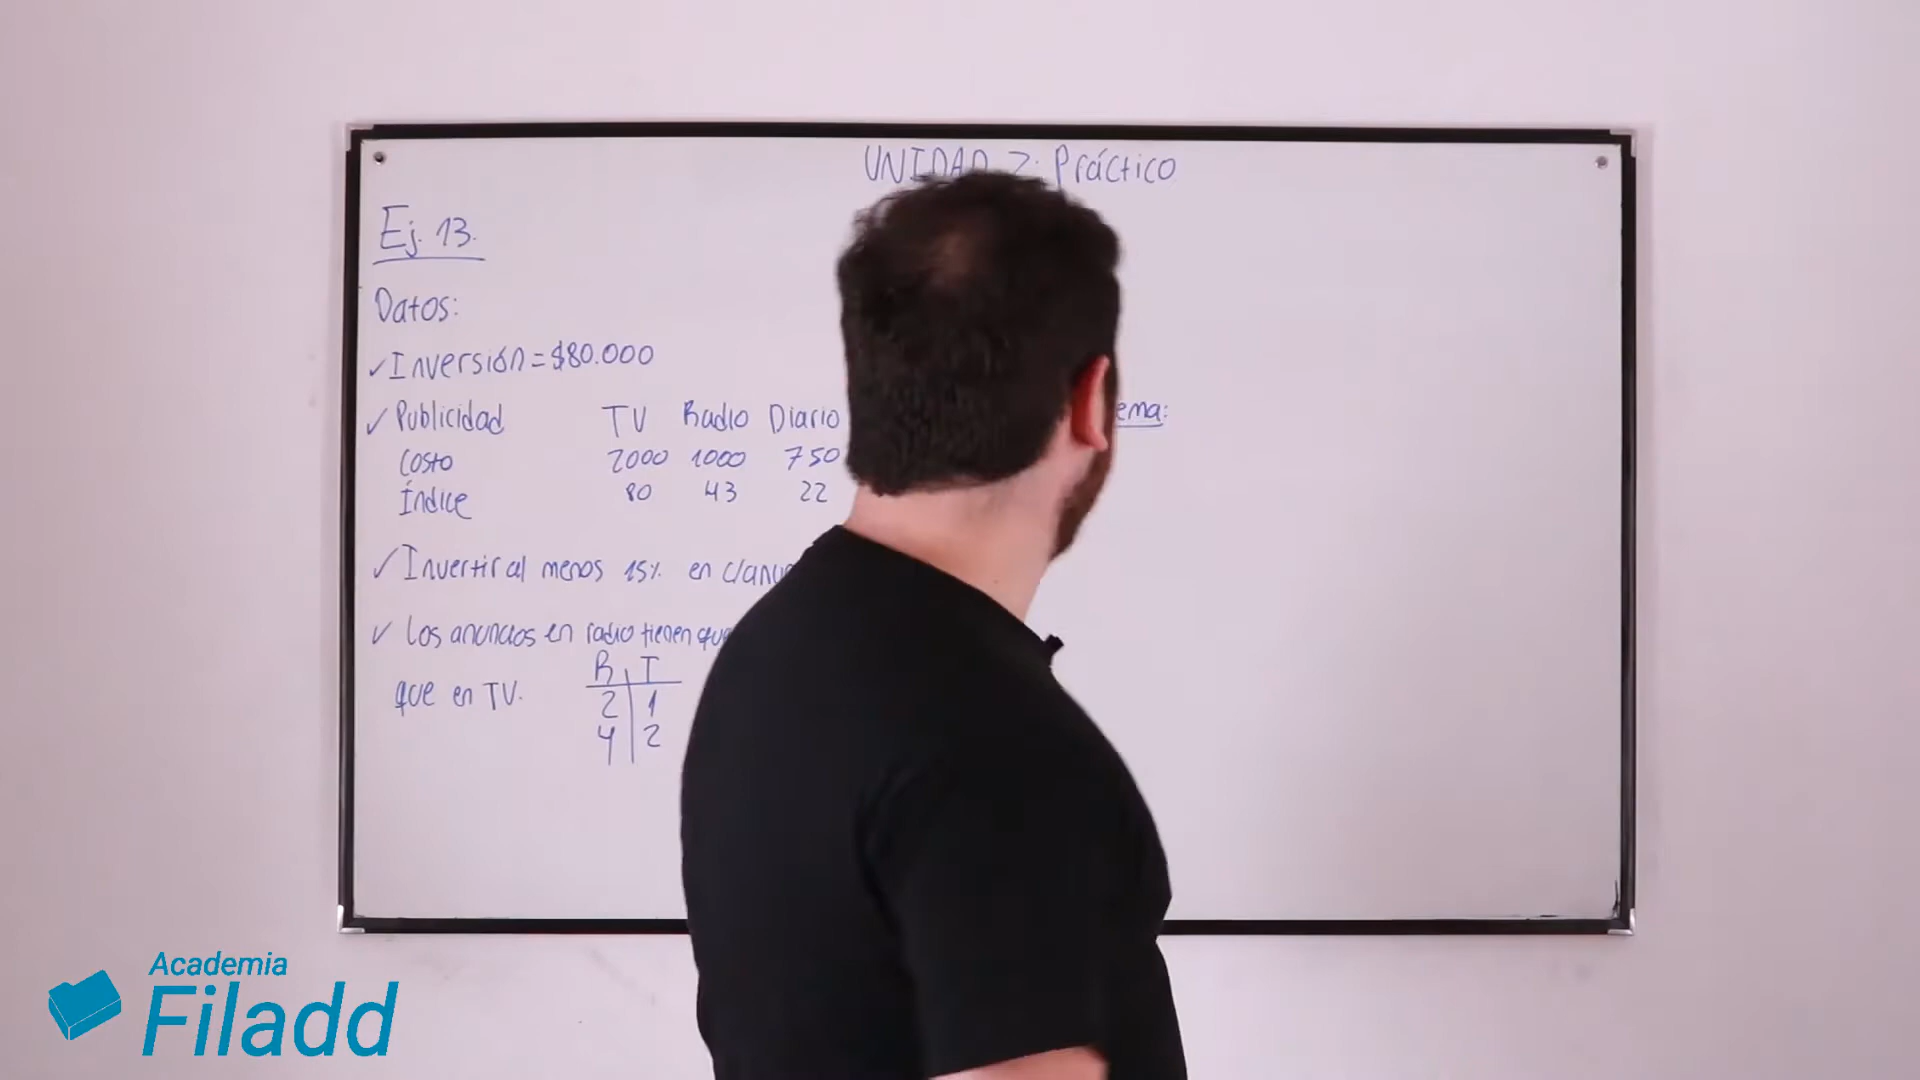 UNIDAD 2: Práctico
Ej. 13.
Datos:
✓ Inversión = $80.000
✓ Publicidad TV Radio Diario
Costo 2000 1000 750
Índice 80 43 22
✓ Invertir al menos 15% en c/
✓ Los anuncios en radio tienen que
que en TV.
R T
2 1
4 2
ema:
Academia
Filadd